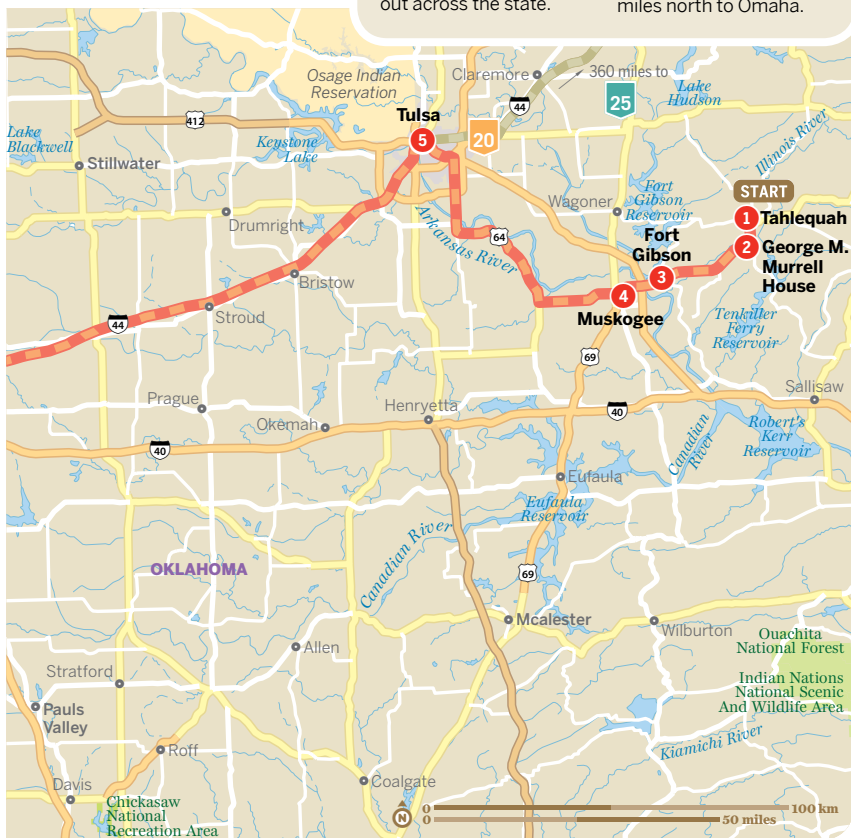 out across the state.
miles north to Omaha.
Osage Indian
Reservation
Claremore
44
360 miles to
25
Lake
Hudson
412
Tulsa
5
20
Lake
Blackwell
Keystone
Lake
Illinois River
Stillwater
START
Wagoner
Fort
Gibson
Reservoir
1
Tahlequah
Drumright
Arkansas River
64
Fort
Gibson
2
George M.
Murrell
House
3
Bristow
4
Muskogee
Stroud
44
Tenkiller
Ferry
Reservoir
69
Prague
Henryetta
40
Sallisaw
Okemah
Robert's
Kerr
Reservoir
Canadian
River
40
Eufaula
Eufaula
Reservoir
Canadian River
OKLAHOMA
69
Mcalester
Wilburton
Ouachita
National Forest
Allen
Stratford
Indian Nations
National Scenic
And Wildlife Area
Pauls
Valley
Kiamichi River
Roff
Davis
Coalgate
Chickasaw
National
Recreation Area
N
0
100 km
0
50 miles